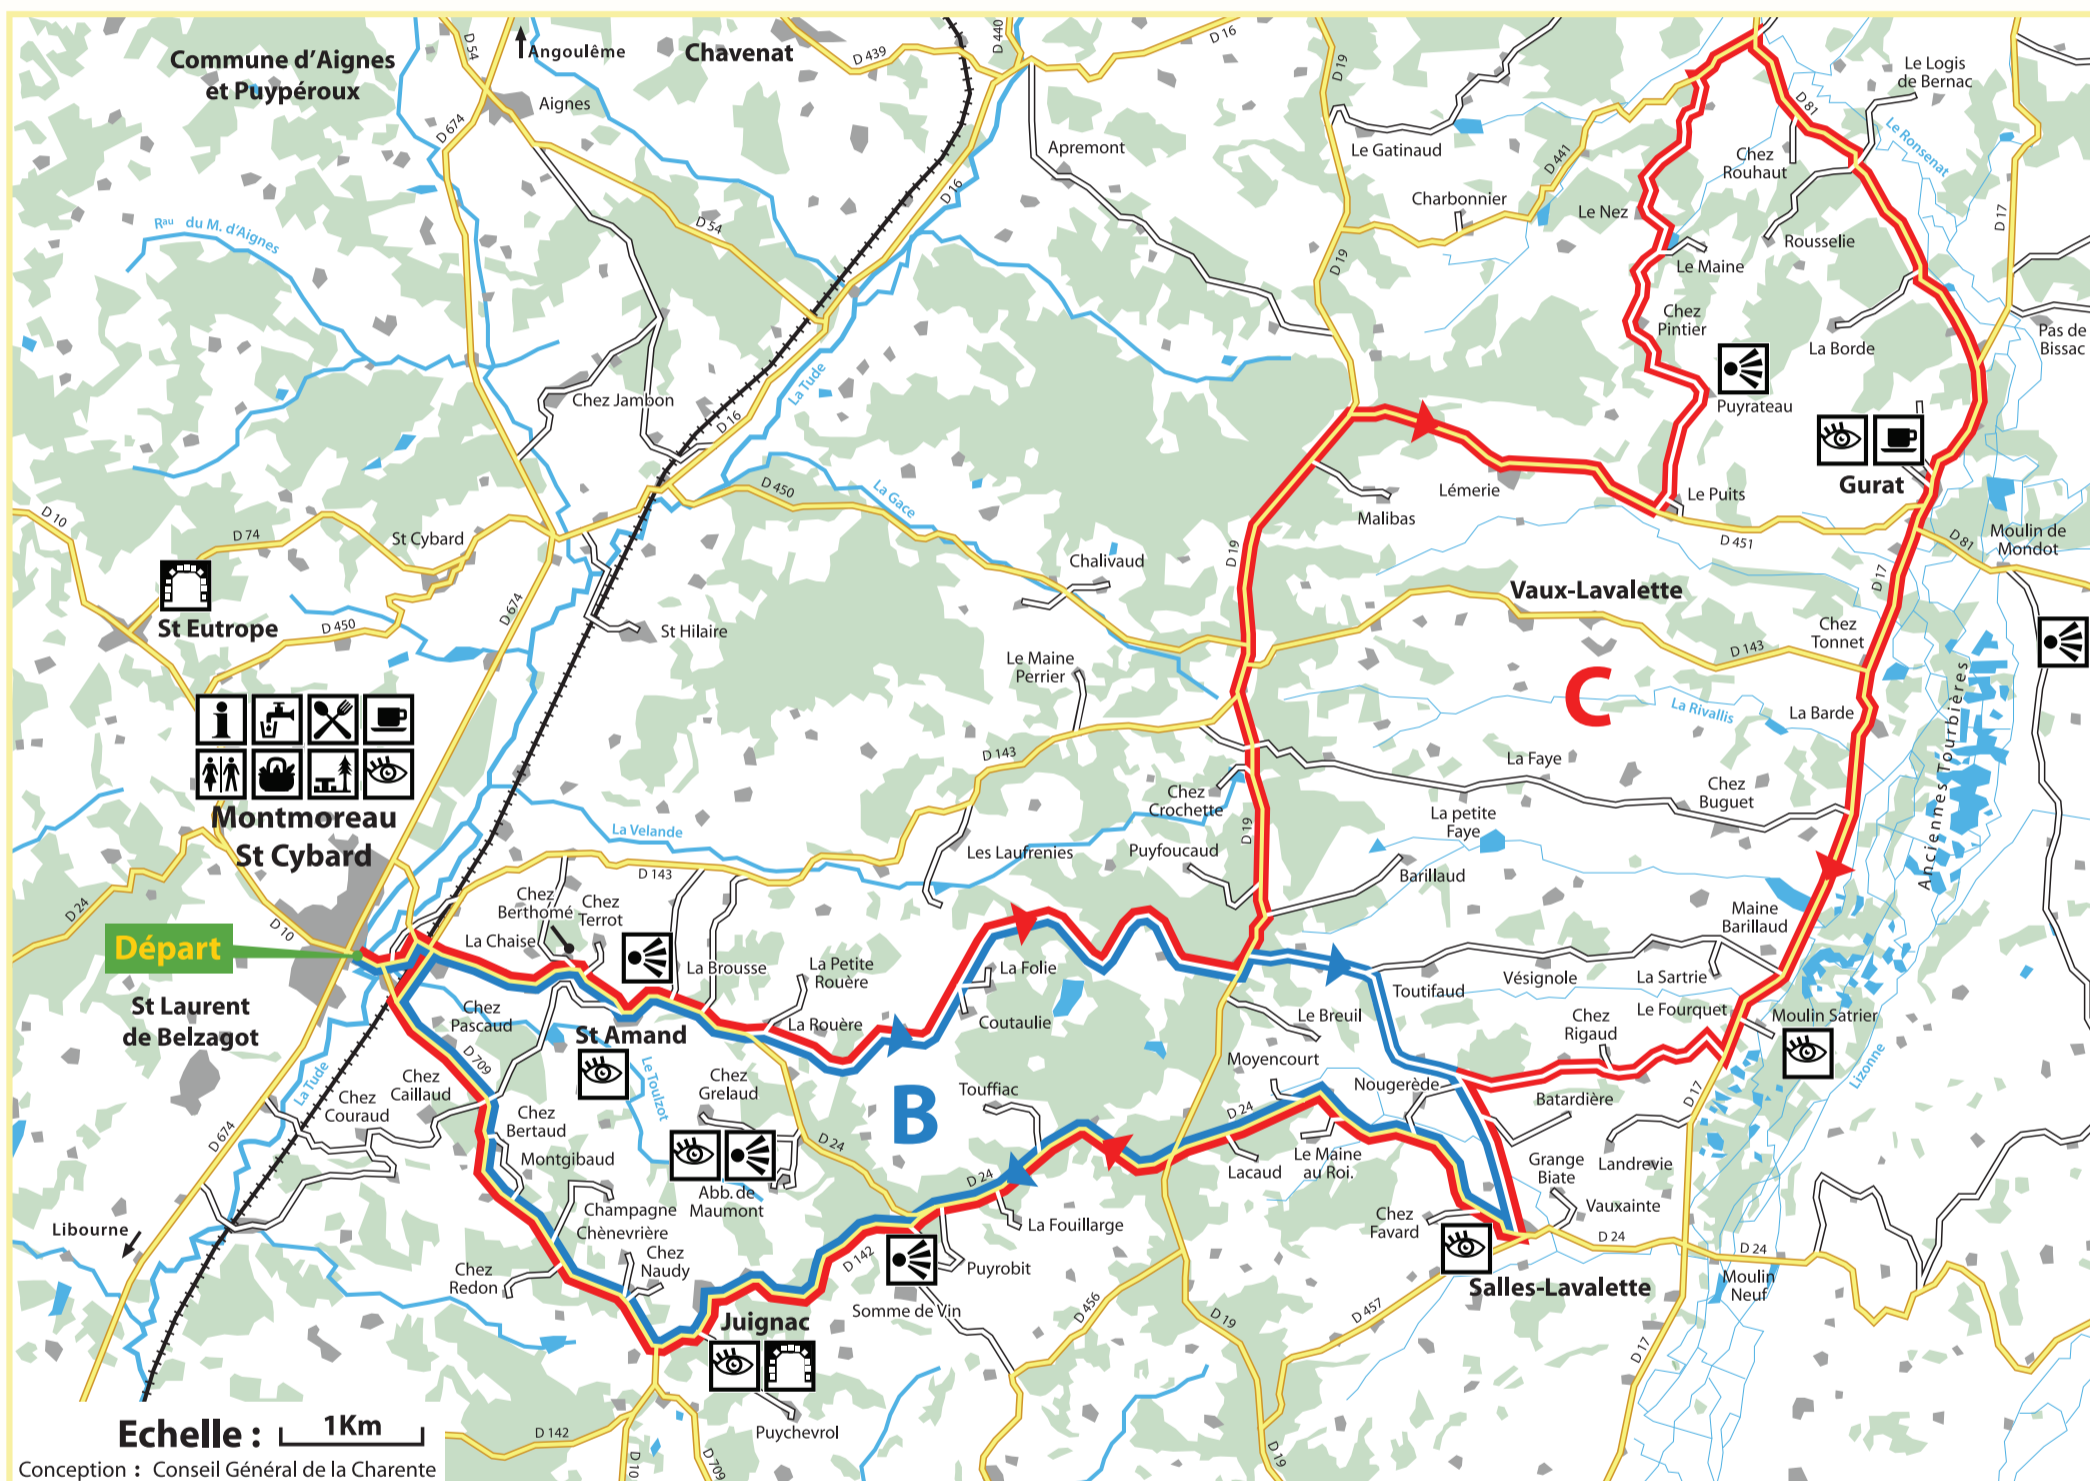 Commune d'Aignes
et Puypéroux
D 54
Angoulême
Chavenat
D 439
D 440
D 16
D 19
Le Logis
de Bernac
Aignes
D 674
Apremont
Le Gatinaud
D 441
Chez
Rouhaut
D 81
Le Ronsenat
Charbonnier
Le Nez
Rousselie
D 17
Rau du M. d'Aignes
D 54
D 16
D 19
Le Maine
Chez
Pintier
La Borde
Pas de
Bissac
Chez Jambon
La Tude
D 16
Puyrateau
Gurat
D 10
D 74
St Cybard
D 450
La Gace
Malibas
Lémerie
Le Puits
D 451
D 81
Moulin de
Mondot
St Eutrope
D 450
D 674
St Hilaire
Chalivaud
D 19
Vaux-Lavalette
D 17
Chez
Tonnet
D 143
Le Maine
Perrier
C
La Rivallis
La Barde
Anciennes Tourbières
Montmoreau
St Cybard
D 143
La Faye
Chez
Buguet
Chez
Crochette
La petite
Faye
La Velande
D 143
Les Laufrenies
Puyfoucaud
D 19
Barillaud
D 24
D 10
Départ
Chez
Berthomé
Chez
Terrot
La Chaise
La Brousse
La Petite
Rouère
La Folie
Maine
Barillaud
Vésignole
La Sartrie
Toutifaud
St Laurent
de Belzagot
Chez
Pascaud
St Amand
La Rouère
Coutaulie
Le Breuil
Chez
Rigaud
Le Fourquet
Moulin Satrier
La Tude
D 709
Le Toulzot
Chez
Caillaud
Chez
Couraud
Chez
Grelaud
Touffiac
B
Moyencourt
Nougerède
Batardière
Lizonne
D 17
D 674
Chez
Bertaud
Montgibaud
D 24
D 24
Lacaud
Le Maine
au Roi.
Grange
Biate
Landrevie
Abb. de
Maumont
D 24
Champagne
Chènevrière
La Fouillarge
Chez
Favard
Vauxainte
Libourne
Chez
Redon
Chez
Naudy
D 142
Puyrobit
D 24
D 24
Salles-Lavalette
Moulin
Neuf
Somme de Vin
Juignac
D 456
D 19
D 457
D 17
Echelle :
1Km
D 142
Puychevrol
D 10
D 709
D 19
Conception : Conseil Général de la Charente